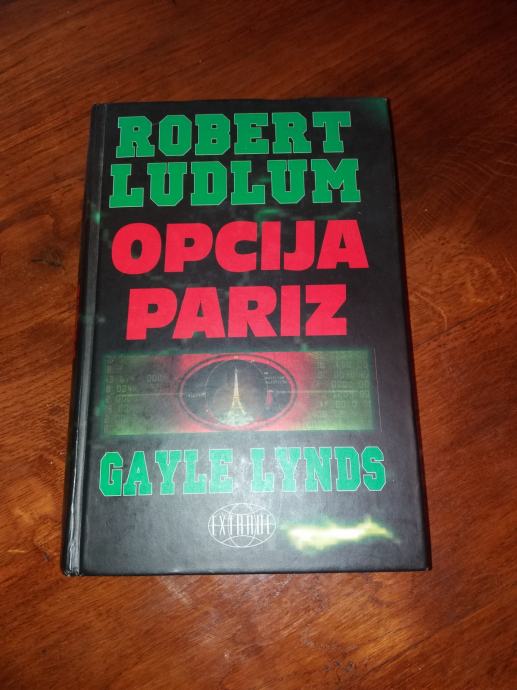 ROBERT
LUDLUM
OPCIJA
PARIZ
GAYLE LYNDS
EXTRADE